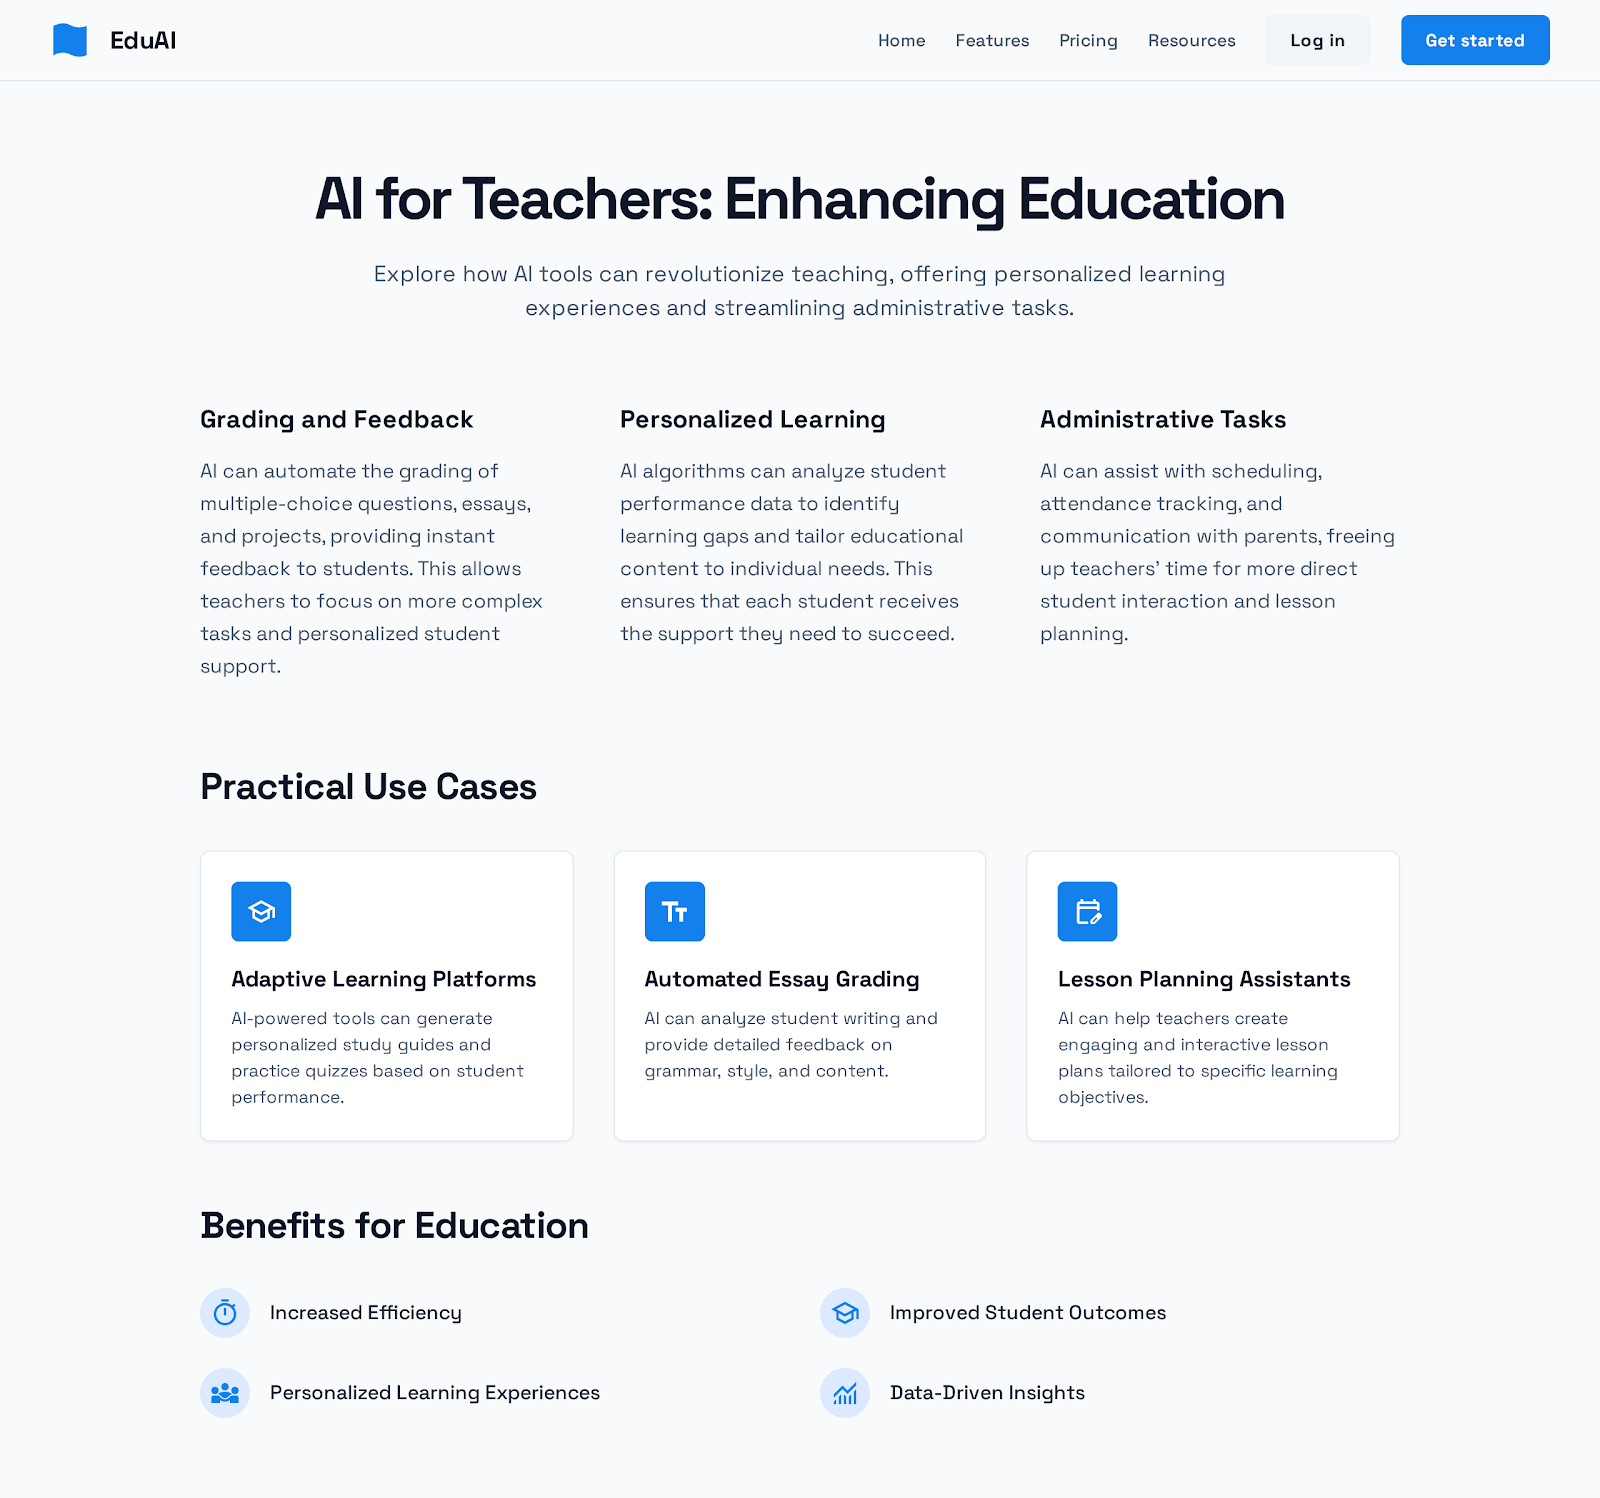 EduAI
Home
Features
Pricing
Resources
Log in
Get started
AI for Teachers: Enhancing Education
Explore how AI tools can revolutionize teaching, offering personalized learning
experiences and streamlining administrative tasks.
Grading and Feedback
AI can automate the grading of
multiple-choice questions, essays,
and projects, providing instant
feedback to students. This allows
teachers to focus on more complex
tasks and personalized student
support.
Personalized Learning
AI algorithms can analyze student
performance data to identify
learning gaps and tailor educational
content to individual needs. This
ensures that each student receives
the support they need to succeed.
Administrative Tasks
AI can assist with scheduling,
attendance tracking, and
communication with parents, freeing
up teachers’ time for more direct
student interaction and lesson
planning.
Practical Use Cases
Adaptive Learning Platforms
AI-powered tools can generate
personalized study guides and
practice quizzes based on student
performance.
Tт
Automated Essay Grading
AI can analyze student writing and
provide detailed feedback on
grammar, style, and content.
Lesson Planning Assistants
AI can help teachers create
engaging and interactive lesson
plans tailored to specific learning
objectives.
Benefits for Education
Increased Efficiency
Improved Student Outcomes
Personalized Learning Experiences
Data-Driven Insights